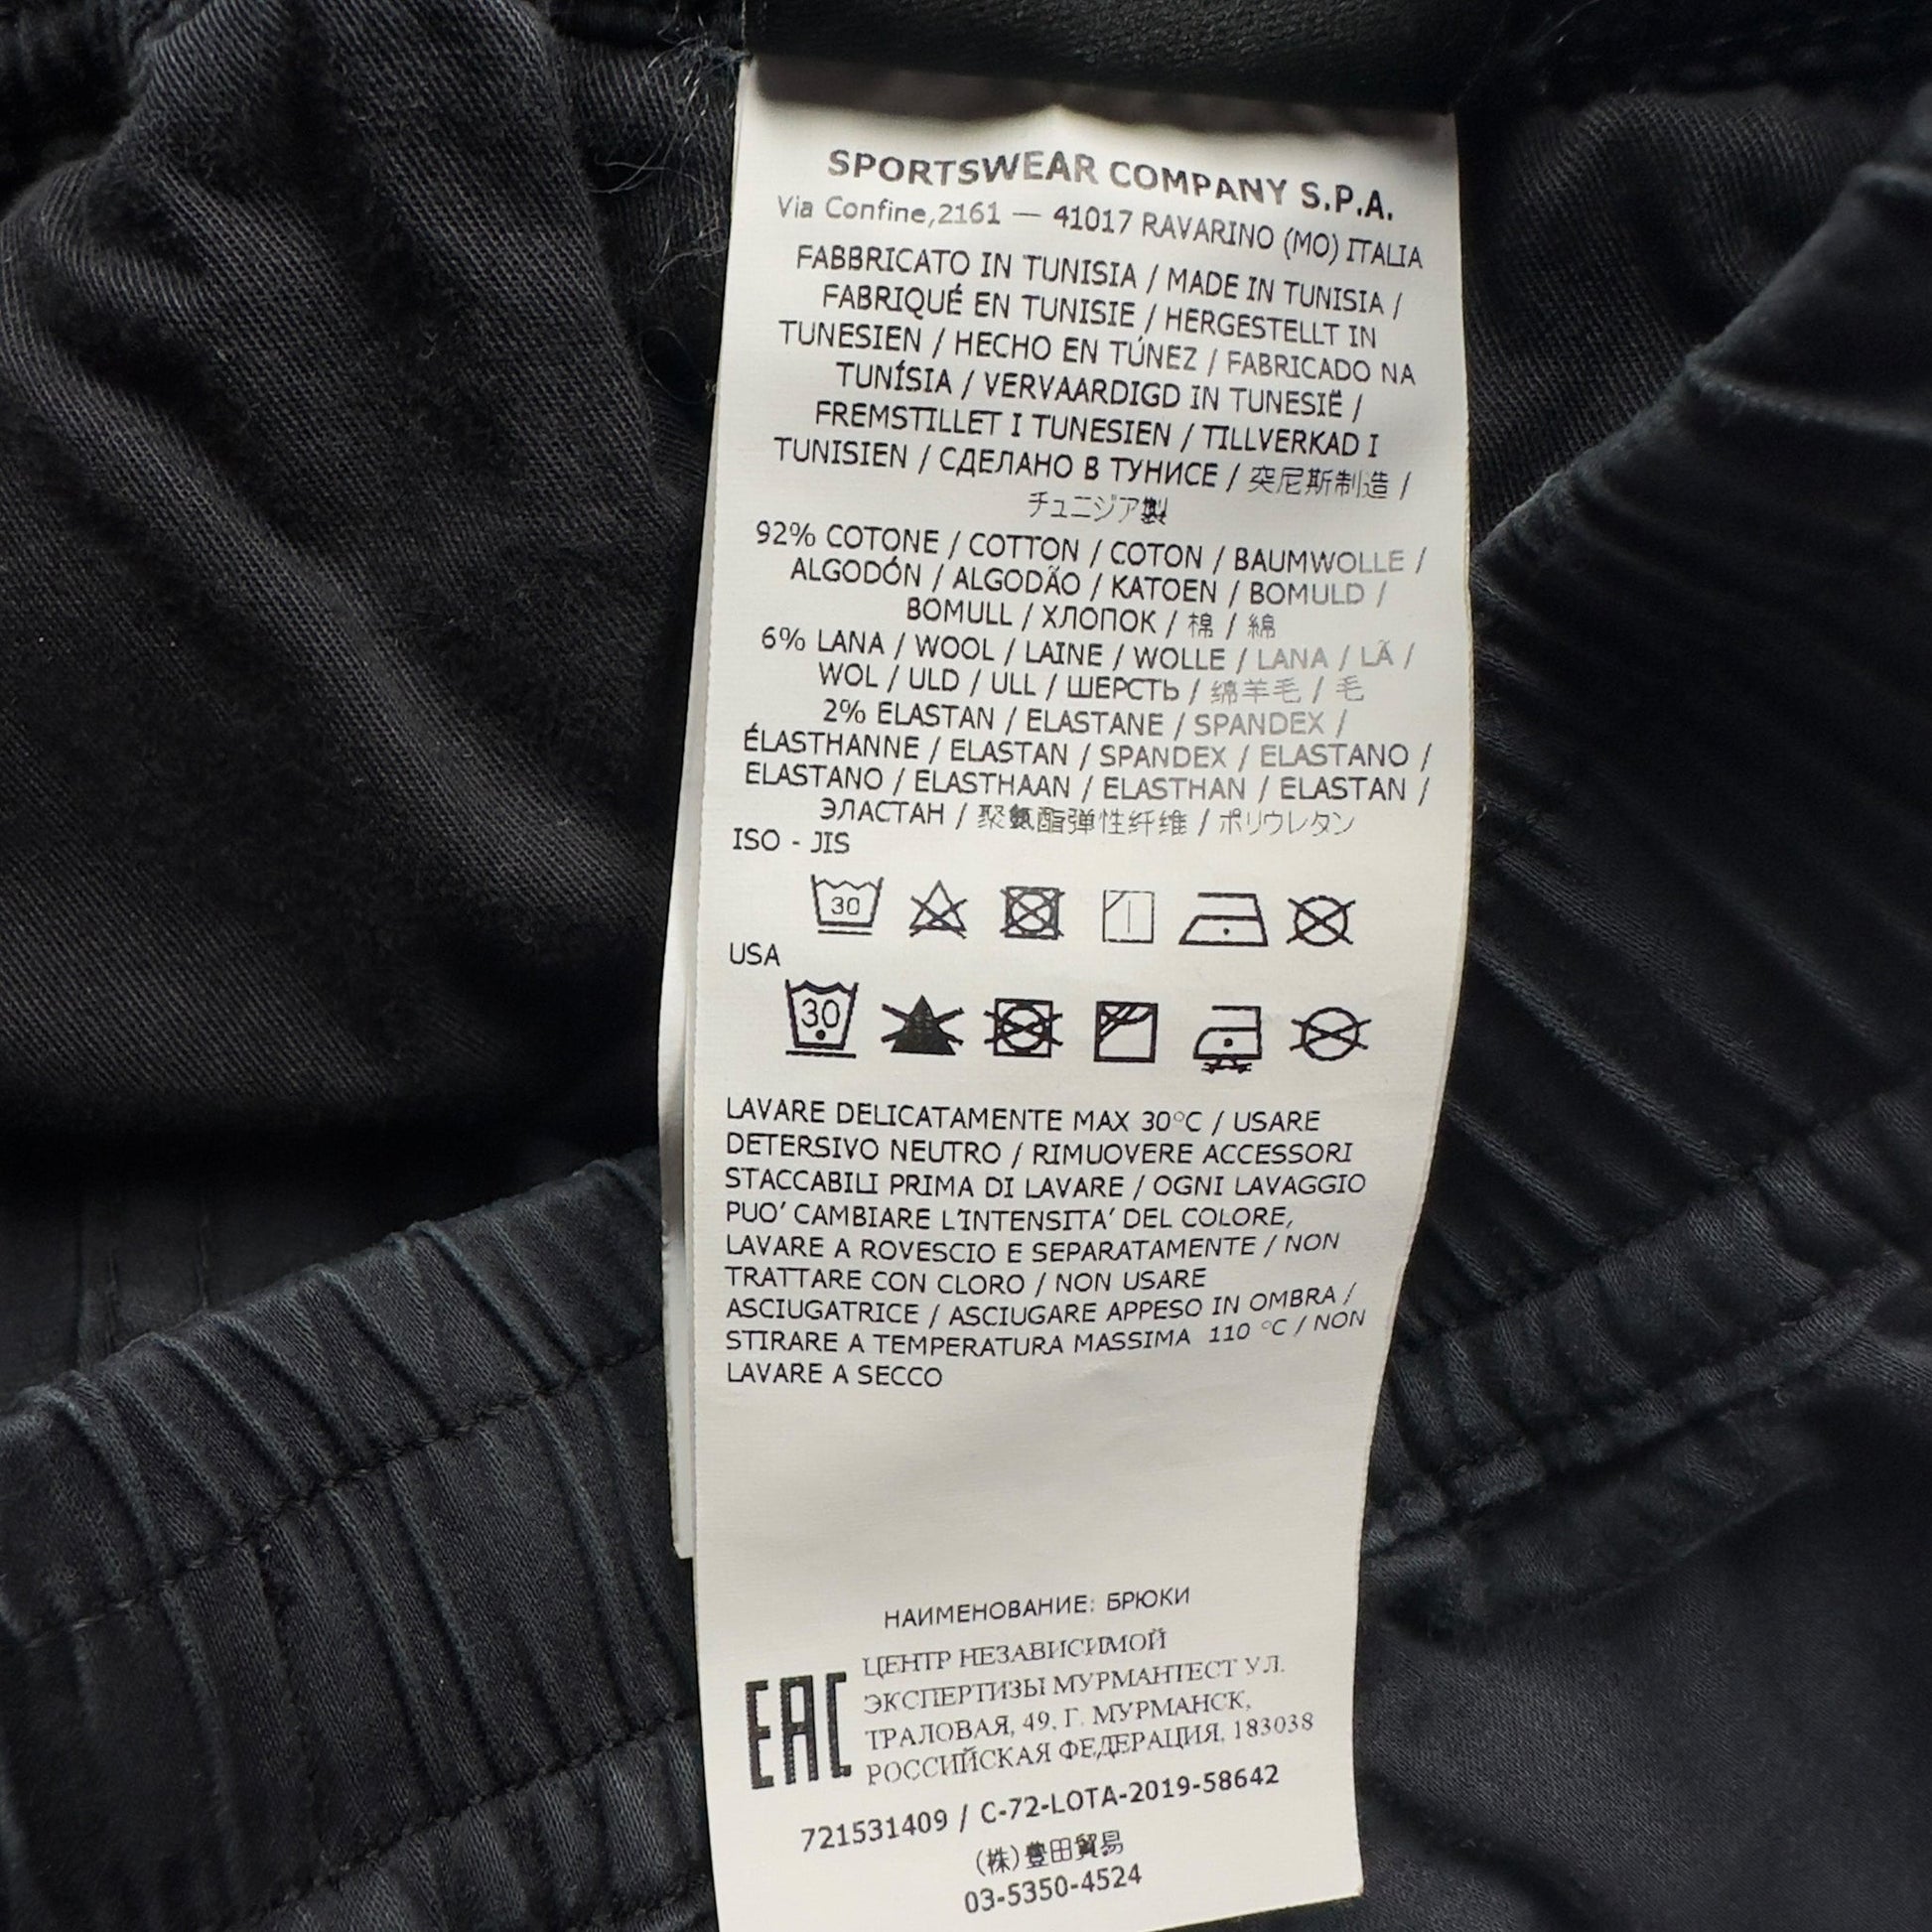 SPORTSWEAR COMPANY S.P.A.
Via Confine,2161 — 41017 RAVARINO (MO) ITALIA
FABBRICATO IN TUNISIA / MADE IN TUNISIA /
FABRIQUÉ EN TUNISIE / HERGESTELLT IN
TUNESIEN / HECHO EN TÚNEZ / FABRICADO NA
TUNÍSIA / VERVAARDIGD IN TUNESIË /
FREMSTILLET I TUNESIEN / TILLVERKAD I
TUNISIEN / СДЕЛАНО В ТУНИСЕ / 突尼斯制造 /
チュニジア製
92% COTONE / COTTON / COTON / BAUMWOLLE /
ALGODÓN / ALGODÃO / KATOEN / BOMULD /
BOMULL / ХЛОПОК / 棉 / 綿
6% LANA / WOOL / LAINE / WOLLE / LANA / LÃ /
WOL / ULD / ULL / ШЕРСТЬ / 绵羊毛 / 毛
2% ELASTAN / ELASTANE / SPANDEX /
ÉLASTHANNE / ELASTAN / SPANDEX / ELASTANO /
ELASTANO / ELASTHAAN / ELASTHAN / ELASTAN /
ЭЛАСТАН / 聚氨酯弹性纤维 / ポリウレタン
ISO - JIS
30
USA
30
LAVARE DELICATAMENTE MAX 30°C / USARE
DETERSIVO NEUTRO / RIMUOVERE ACCESSORI
STACCABILI PRIMA DI LAVARE / OGNI LAVAGGIO
PUO' CAMBIARE L'INTENSITA' DEL COLORE,
LAVARE A ROVESCIO E SEPARATAMENTE / NON
TRATTARE CON CLORO / NON USARE
ASCIUGATRICE / ASCIUGARE APPESO IN OMBRA /
STIRARE A TEMPERATURA MASSIMA 110 °C / NON
LAVARE A SECCO
НАИМЕНОВАНИЕ: БРЮКИ
EAC
ЦЕНТР НЕЗАВИСИМОЙ
ЭКСПЕРТИЗЫ МУРМАНТЕСТ УЛ.
ТРАЛОВАЯ, 49. Г. МУРМАНСК,
РОССИЙСКАЯ ФЕДЕРАЦИЯ, 183038
721531409 / C-72-LOTA-2019-58642
(株)豊田貿易
03-5350-4524